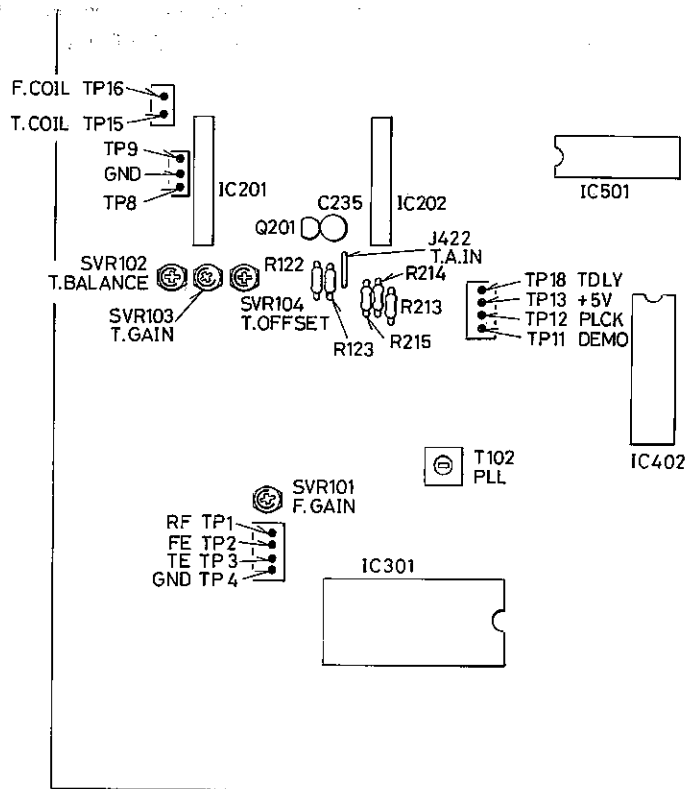 F.COIL TP16
T.COIL TP15
TP9
GND
TP8
IC201
IC202
IC501
Q201
C235
J422
T.A.IN
SVR102
T.BALANCE
SVR103
T.GAIN
SVR104
T.OFFSET
R122
R123
R214
R213
R215
TP18 TDLY
TP13 +5V
TP12 PLCK
TP11 DEMO
IC402
T102
PLL
SVR101
F.GAIN
RF TP1
FE TP2
TE TP3
GND TP4
IC301